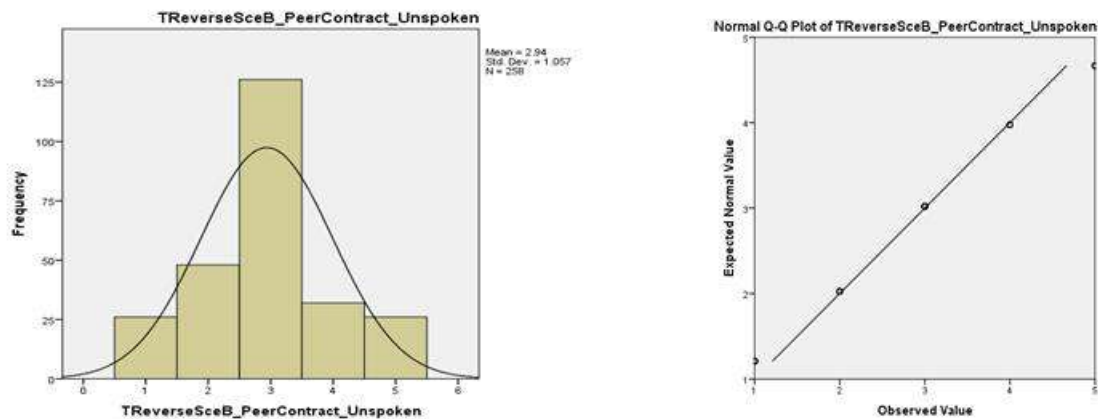 TReverseSceB_PeerContract_Unspoken
Mean = 2.94
Std. Dev. = 1.057
N = 258
Frequency
125
100
75
50
25
0
0 1 2 3 4 5 6
TReverseSceB_PeerContract_Unspoken
Normal Q-Q Plot of TReverseSceB_PeerContract_Unspoken
Expected Normal Value
5
4
3
2
1
1 2 3 4 5
Observed Value